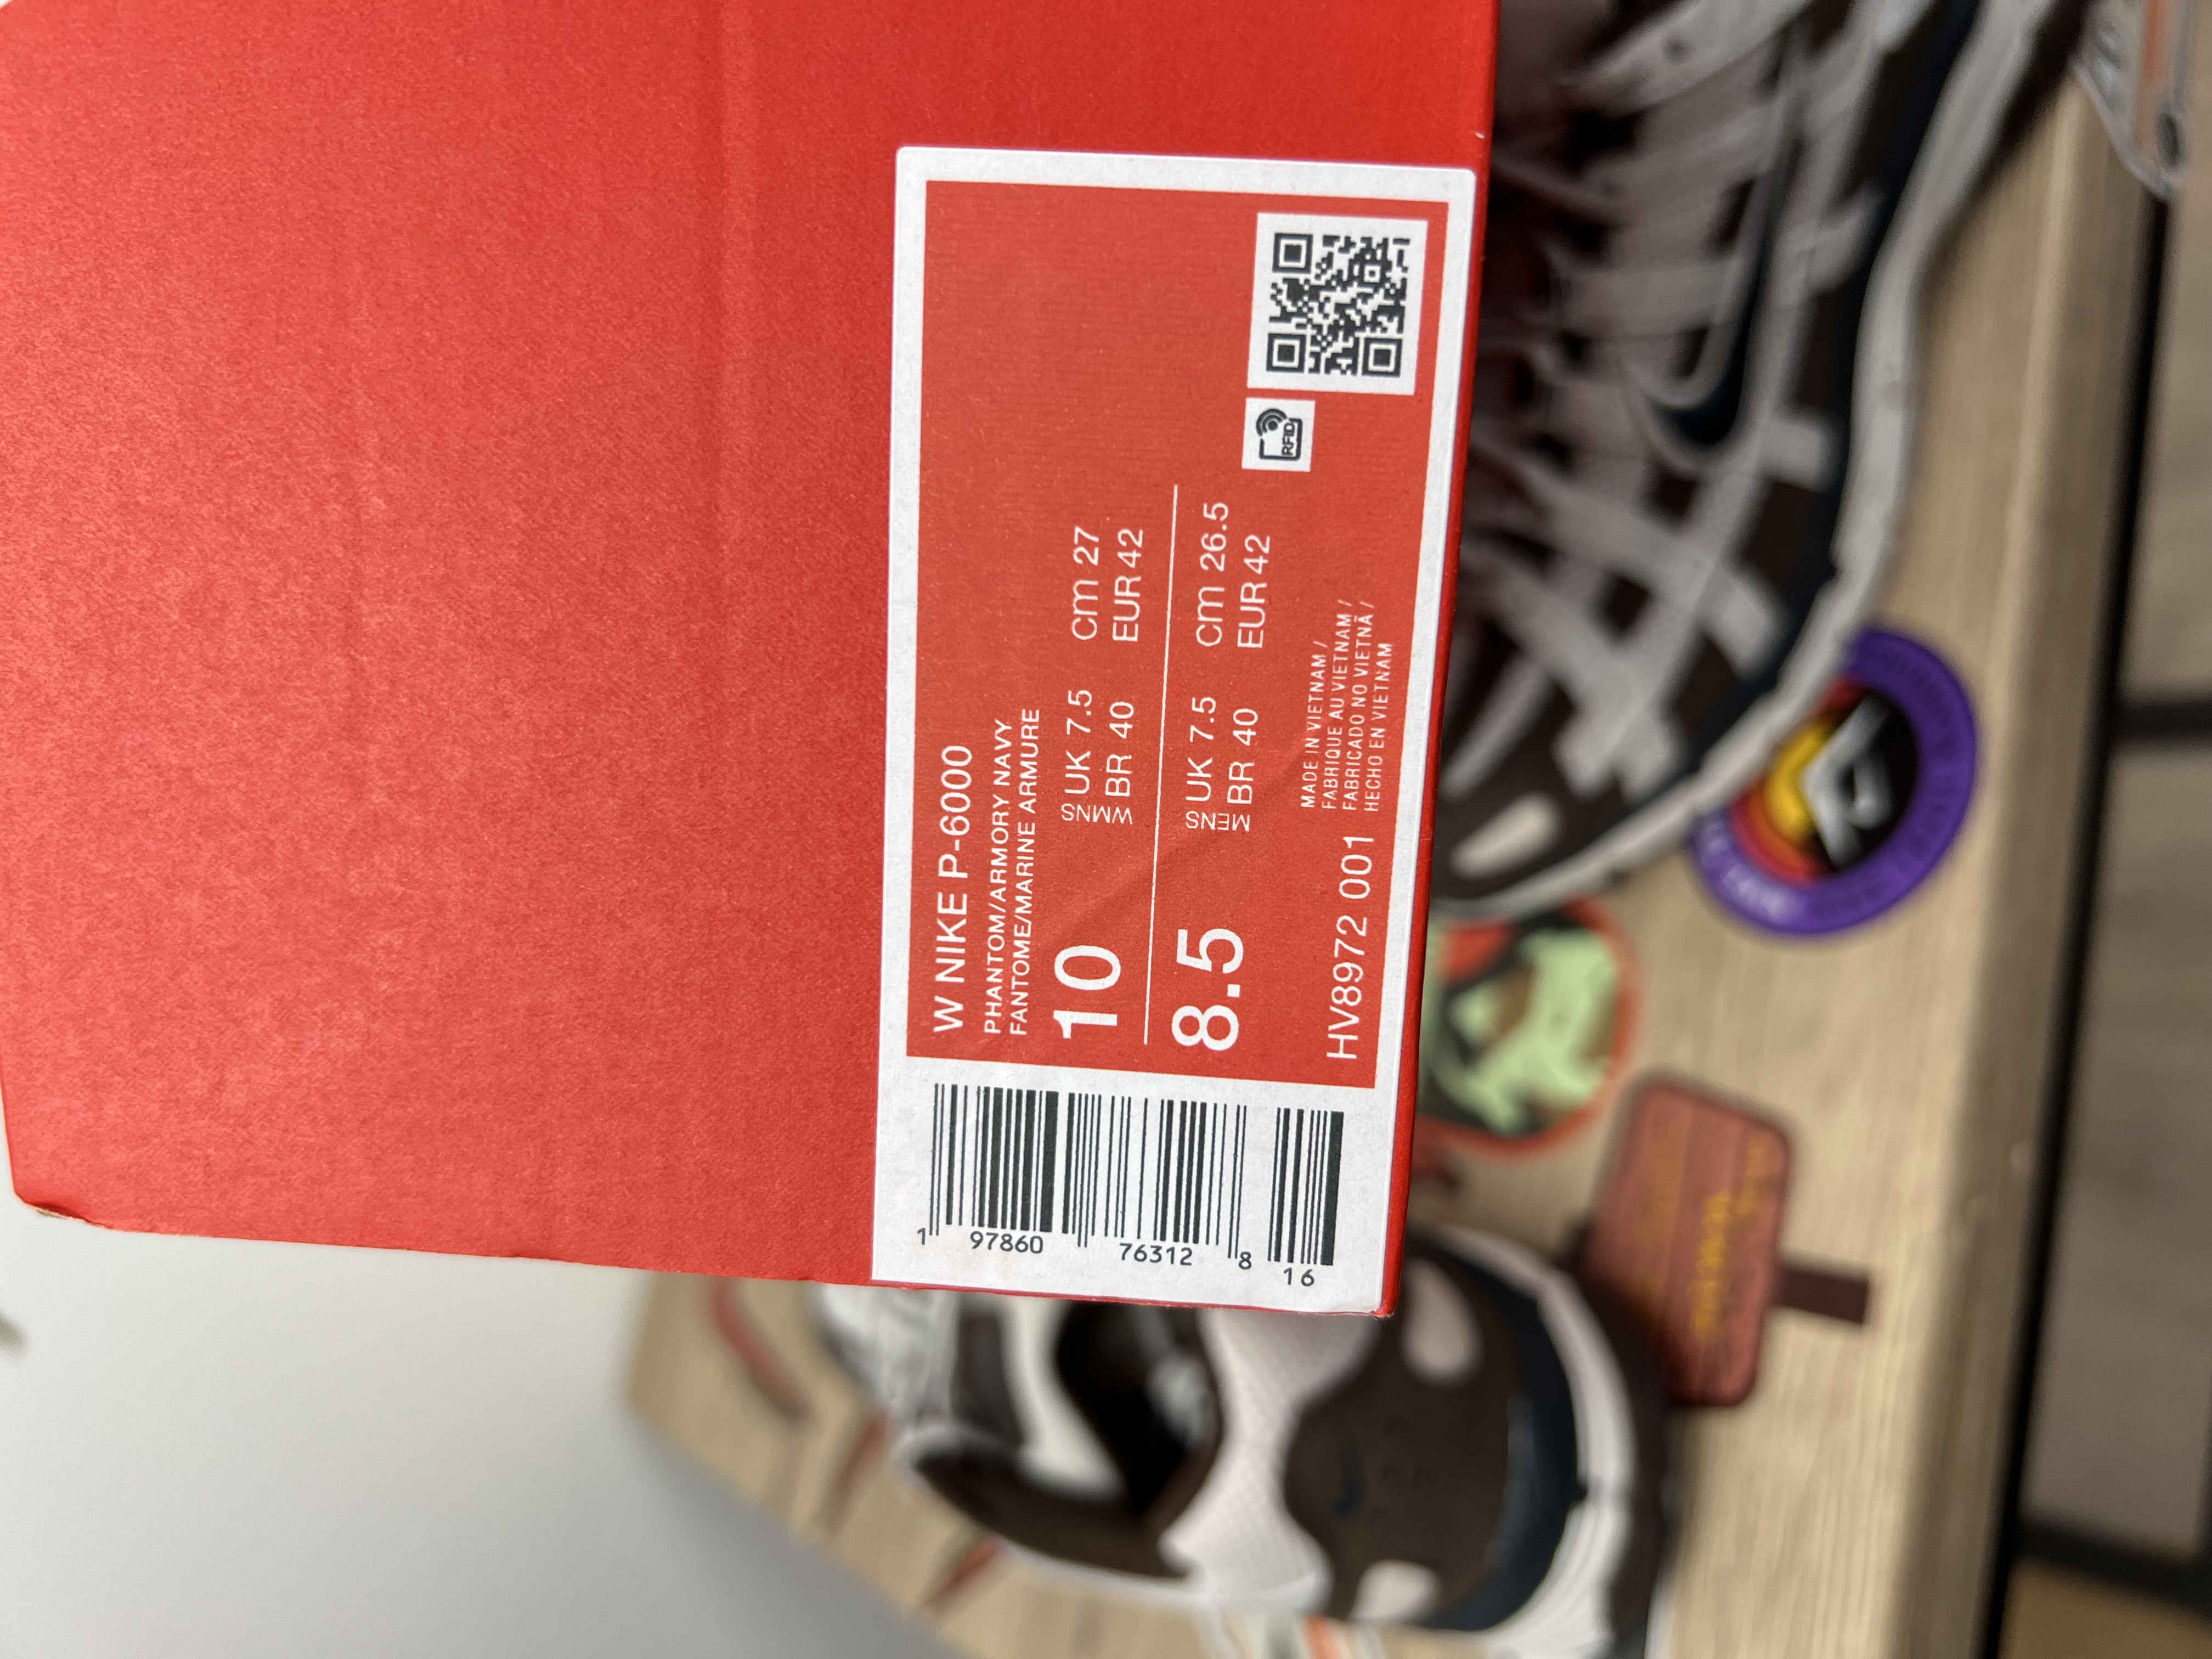 W NIKE P-6000
PHANTOM/ARMORY NAVY
FANTOME/MARINE ARMURE
10 WMNS UK 7.5 cm 27
BR 40 EUR 42
8.5 MENS UK 7.5 cm 26.5
BR 40 EUR 42
HV8972 001
MADE IN VIETNAM /
FABRIQUE AU VIETNAM /
FABRICADO NO VIETNÃ /
HECHO EN VIETNAM
RFID
1 97860 76312 8 16